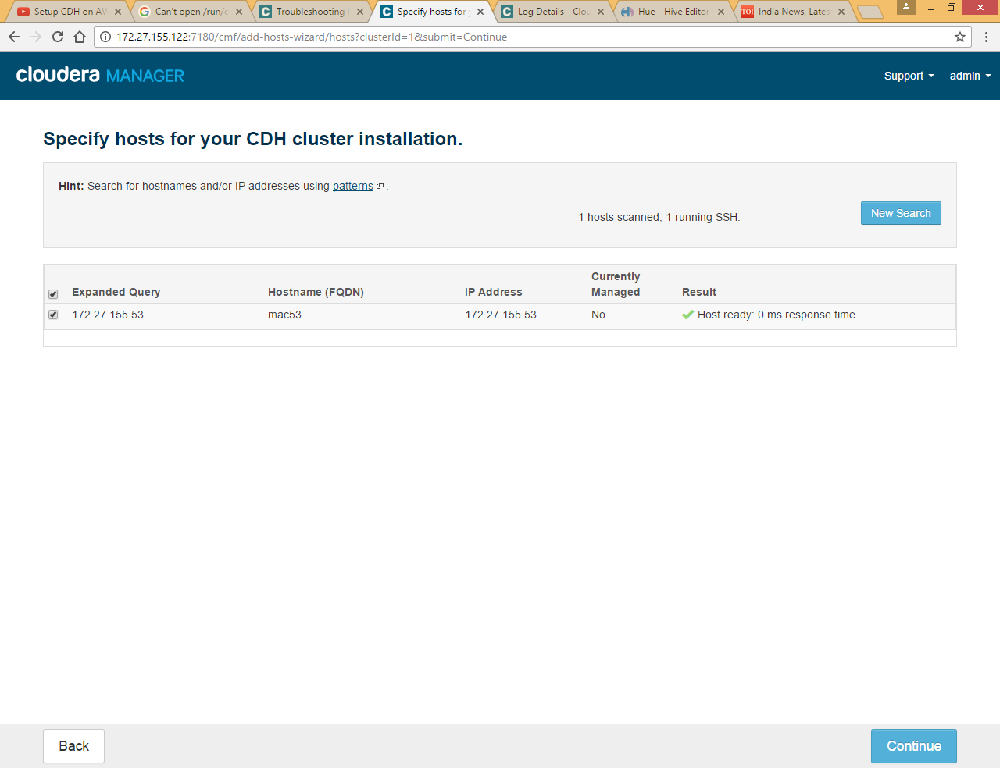 Setup CDH on AW
Can't open /run/c
Troubleshooting
Specify hosts for y
Log Details - Clou
Hue - Hive Editor
TOI India News, Lates
172.27.155.122:7180/cmf/add-hosts-wizard/hosts?clusterId=1&submit=Continue
cloudera MANAGER
Support
admin
Specify hosts for your CDH cluster installation.
Hint: Search for hostnames and/or IP addresses using patterns .
1 hosts scanned, 1 running SSH.
New Search
Expanded Query
Hostname (FQDN)
IP Address
Currently
Managed
Result
172.27.155.53
mac53
172.27.155.53
No
Host ready: 0 ms response time.
Back
Continue